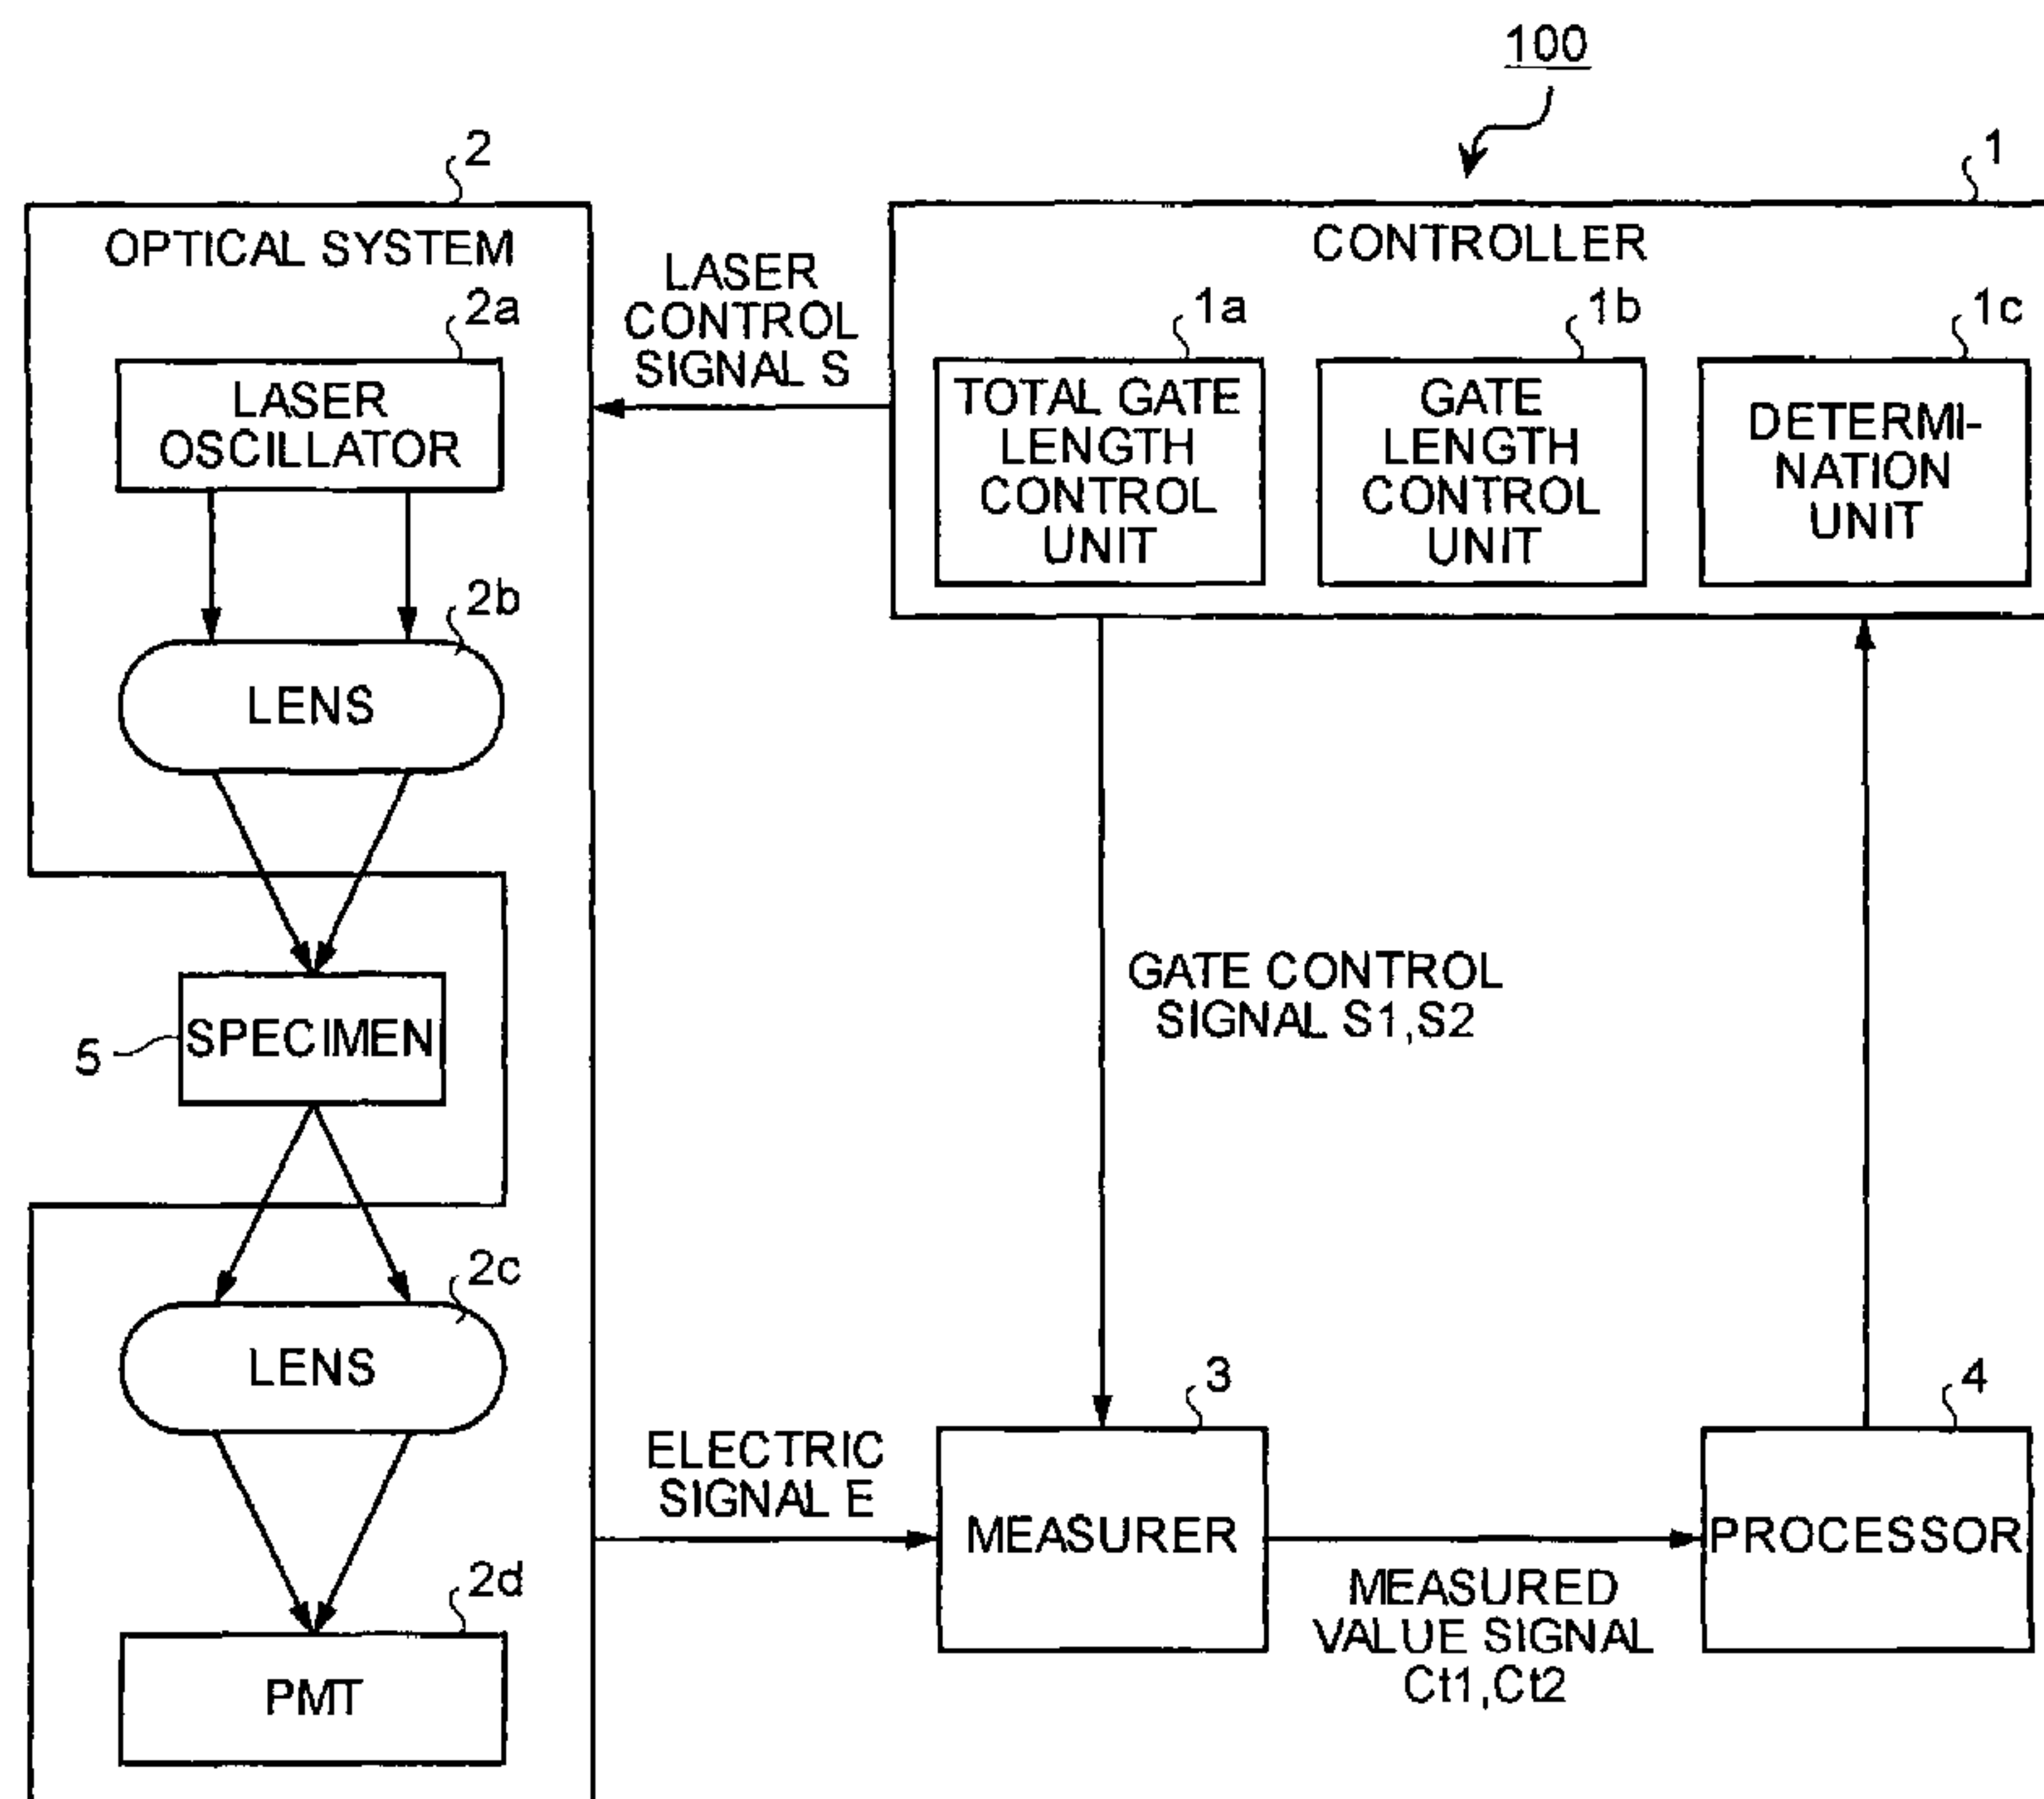 100
2
1
OPTICAL SYSTEM
CONTROLLER
LASER
CONTROL
SIGNAL S
2a
1a
1b
1c
LASER
OSCILLATOR
TOTAL GATE
LENGTH
CONTROL
UNIT
GATE
LENGTH
CONTROL
UNIT
DETERMI-
NATION
UNIT
2b
LENS
GATE CONTROL
SIGNAL S1,S2
5
SPECIMEN
2c
LENS
3
4
ELECTRIC
SIGNAL E
MEASURER
PROCESSOR
MEASURED
VALUE SIGNAL
Ct1,Ct2
2d
PMT